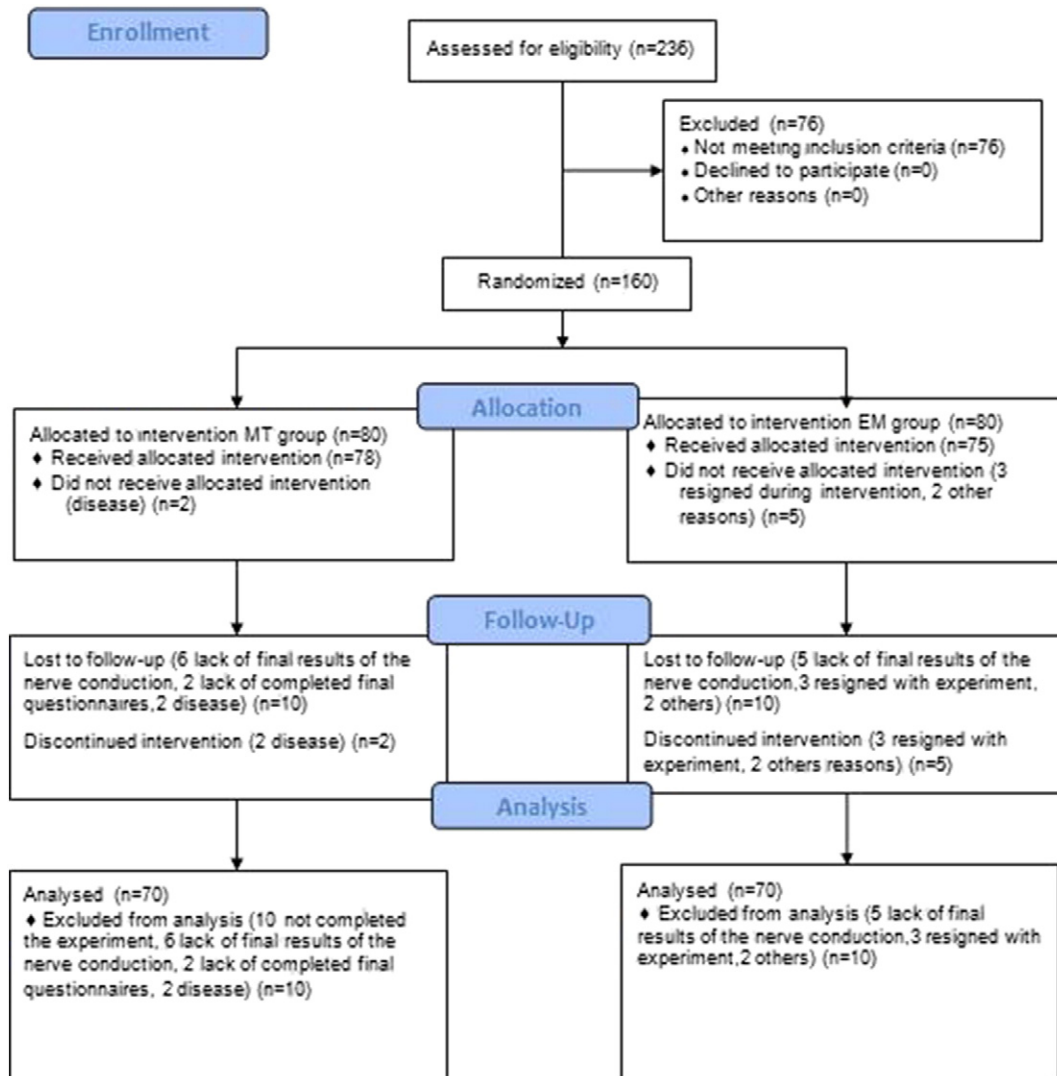 Enrollment
Assessed for eligibility (n=236)
Excluded (n=76)
♦ Not meeting inclusion criteria (n=76)
♦ Declined to participate (n=0)
♦ Other reasons (n=0)
Randomized (n=160)
Allocation
Allocated to intervention MT group (n=80)
♦ Received allocated intervention (n=78)
♦ Did not receive allocated intervention
(disease) (n=2)
Allocated to intervention EM group (n=80)
♦ Received allocated intervention (n=75)
♦ Did not receive allocated intervention (3
resigned during intervention, 2 other
reasons) (n=5)
Follow-Up
Lost to follow-up (6 lack of final results of the
nerve conduction, 2 lack of completed final
questionnaires,2 disease) (n=10)
Discontinued intervention (2 disease) (n=2)
Lost to follow-up (5 lack of final results of the
nerve conduction,3 resigned with experiment,
2 others) (n=10)
Discontinued intervention (3 resigned with
experiment, 2 others reasons) (n=5)
Analysis
Analysed (n=70)
♦ Excluded from analysis (10 not completed
the experiment, 6 lack of final results of the
nerve conduction, 2 lack of completed final
questionnaires, 2 disease) (n=10)
Analysed (n=70)
♦ Excluded from analysis (5 lack of final
results of the nerve conduction,3 resigned with
experiment,2 others) (n=10)